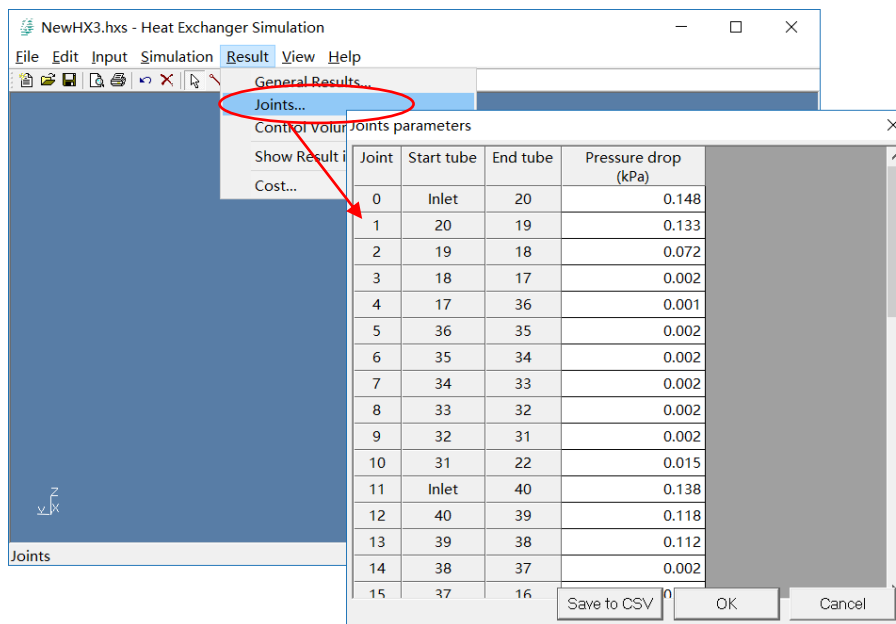 NewHX3.hxs - Heat Exchanger Simulation
File Edit Input Simulation Result View Help
General Results...
Joints...
Control Volum
Show Result i
Cost...
Joints parameters
Joint Start tube End tube Pressure drop (kPa)
0 Inlet 20 0.148
1 20 19 0.133
2 19 18 0.072
3 18 17 0.002
4 17 36 0.001
5 36 35 0.002
6 35 34 0.002
7 34 33 0.002
8 33 32 0.002
9 32 31 0.002
10 31 22 0.015
11 Inlet 40 0.138
12 40 39 0.118
13 39 38 0.112
14 38 37 0.002
15 37 16
Save to CSV OK Cancel
Z
Y X
Joints